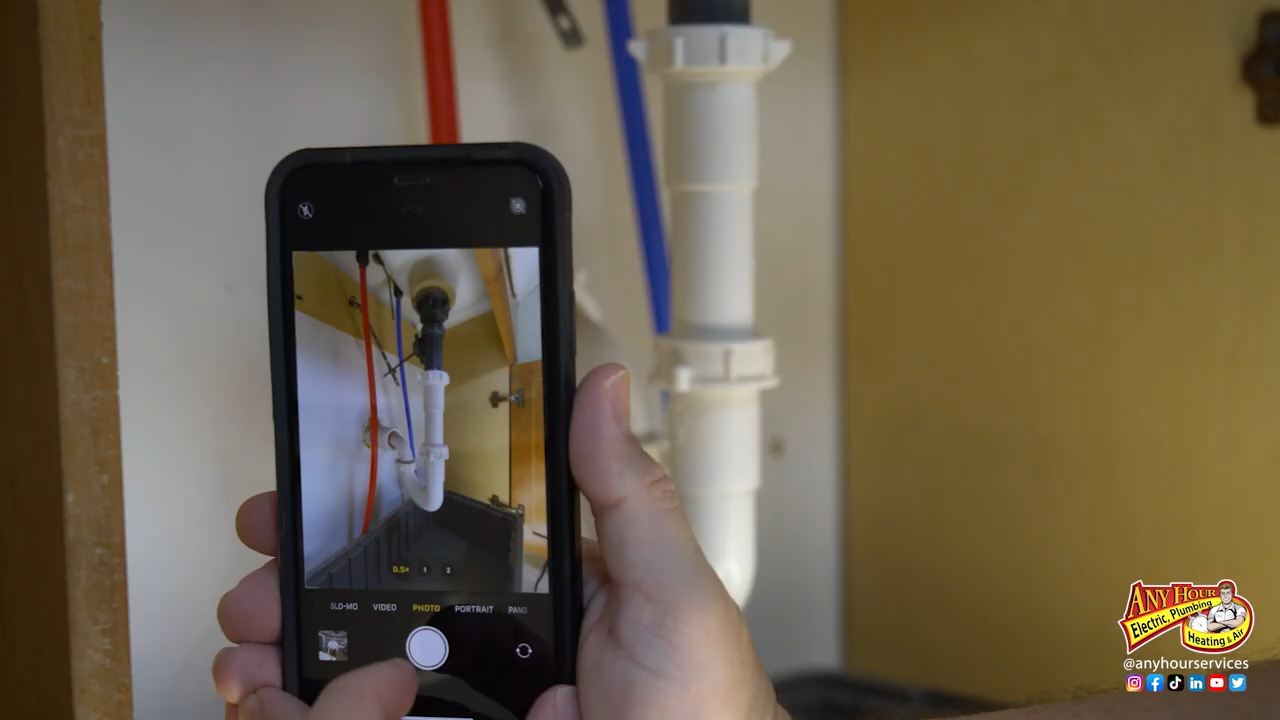 0.5× 1 2
SLO-MO VIDEO PHOTO PORTRAIT PANO
ANY HOUR
Electric, Plumbing
Heating & Air
@anyhourservices